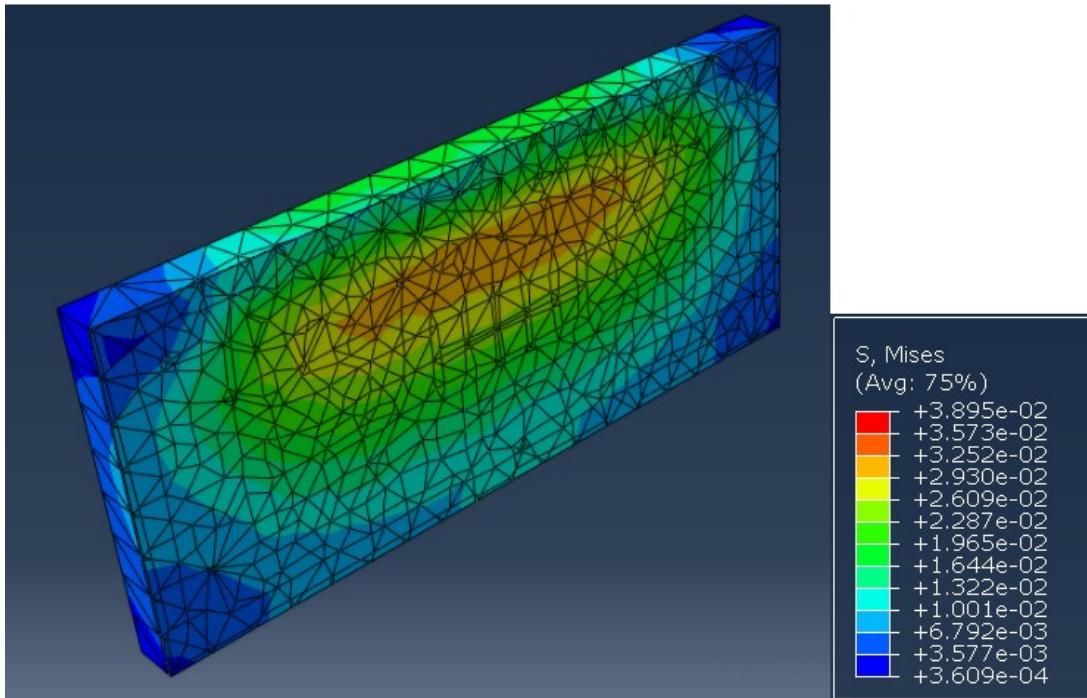 S, Mises
(Avg: 75%)
+3.895e-02
+3.573e-02
+3.252e-02
+2.930e-02
+2.609e-02
+2.287e-02
+1.965e-02
+1.644e-02
+1.322e-02
+1.001e-02
+6.792e-03
+3.577e-03
+3.609e-04